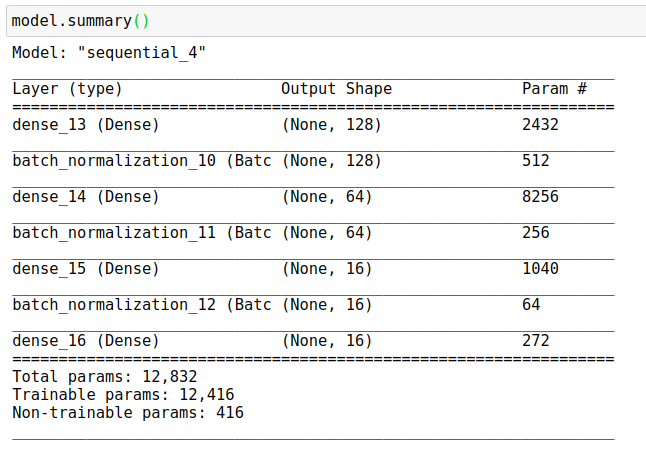 model.summary()
Model: "sequential_4"
_________________________________________________________________
Layer (type)                 Output Shape              Param #
=================================================================
dense_13 (Dense)             (None, 128)               2432
_________________________________________________________________
batch_normalization_10 (Batc (None, 128)               512
_________________________________________________________________
dense_14 (Dense)             (None, 64)                8256
_________________________________________________________________
batch_normalization_11 (Batc (None, 64)                256
_________________________________________________________________
dense_15 (Dense)             (None, 16)                1040
_________________________________________________________________
batch_normalization_12 (Batc (None, 16)                64
_________________________________________________________________
dense_16 (Dense)             (None, 16)                272
=================================================================
Total params: 12,832
Trainable params: 12,416
Non-trainable params: 416
_________________________________________________________________